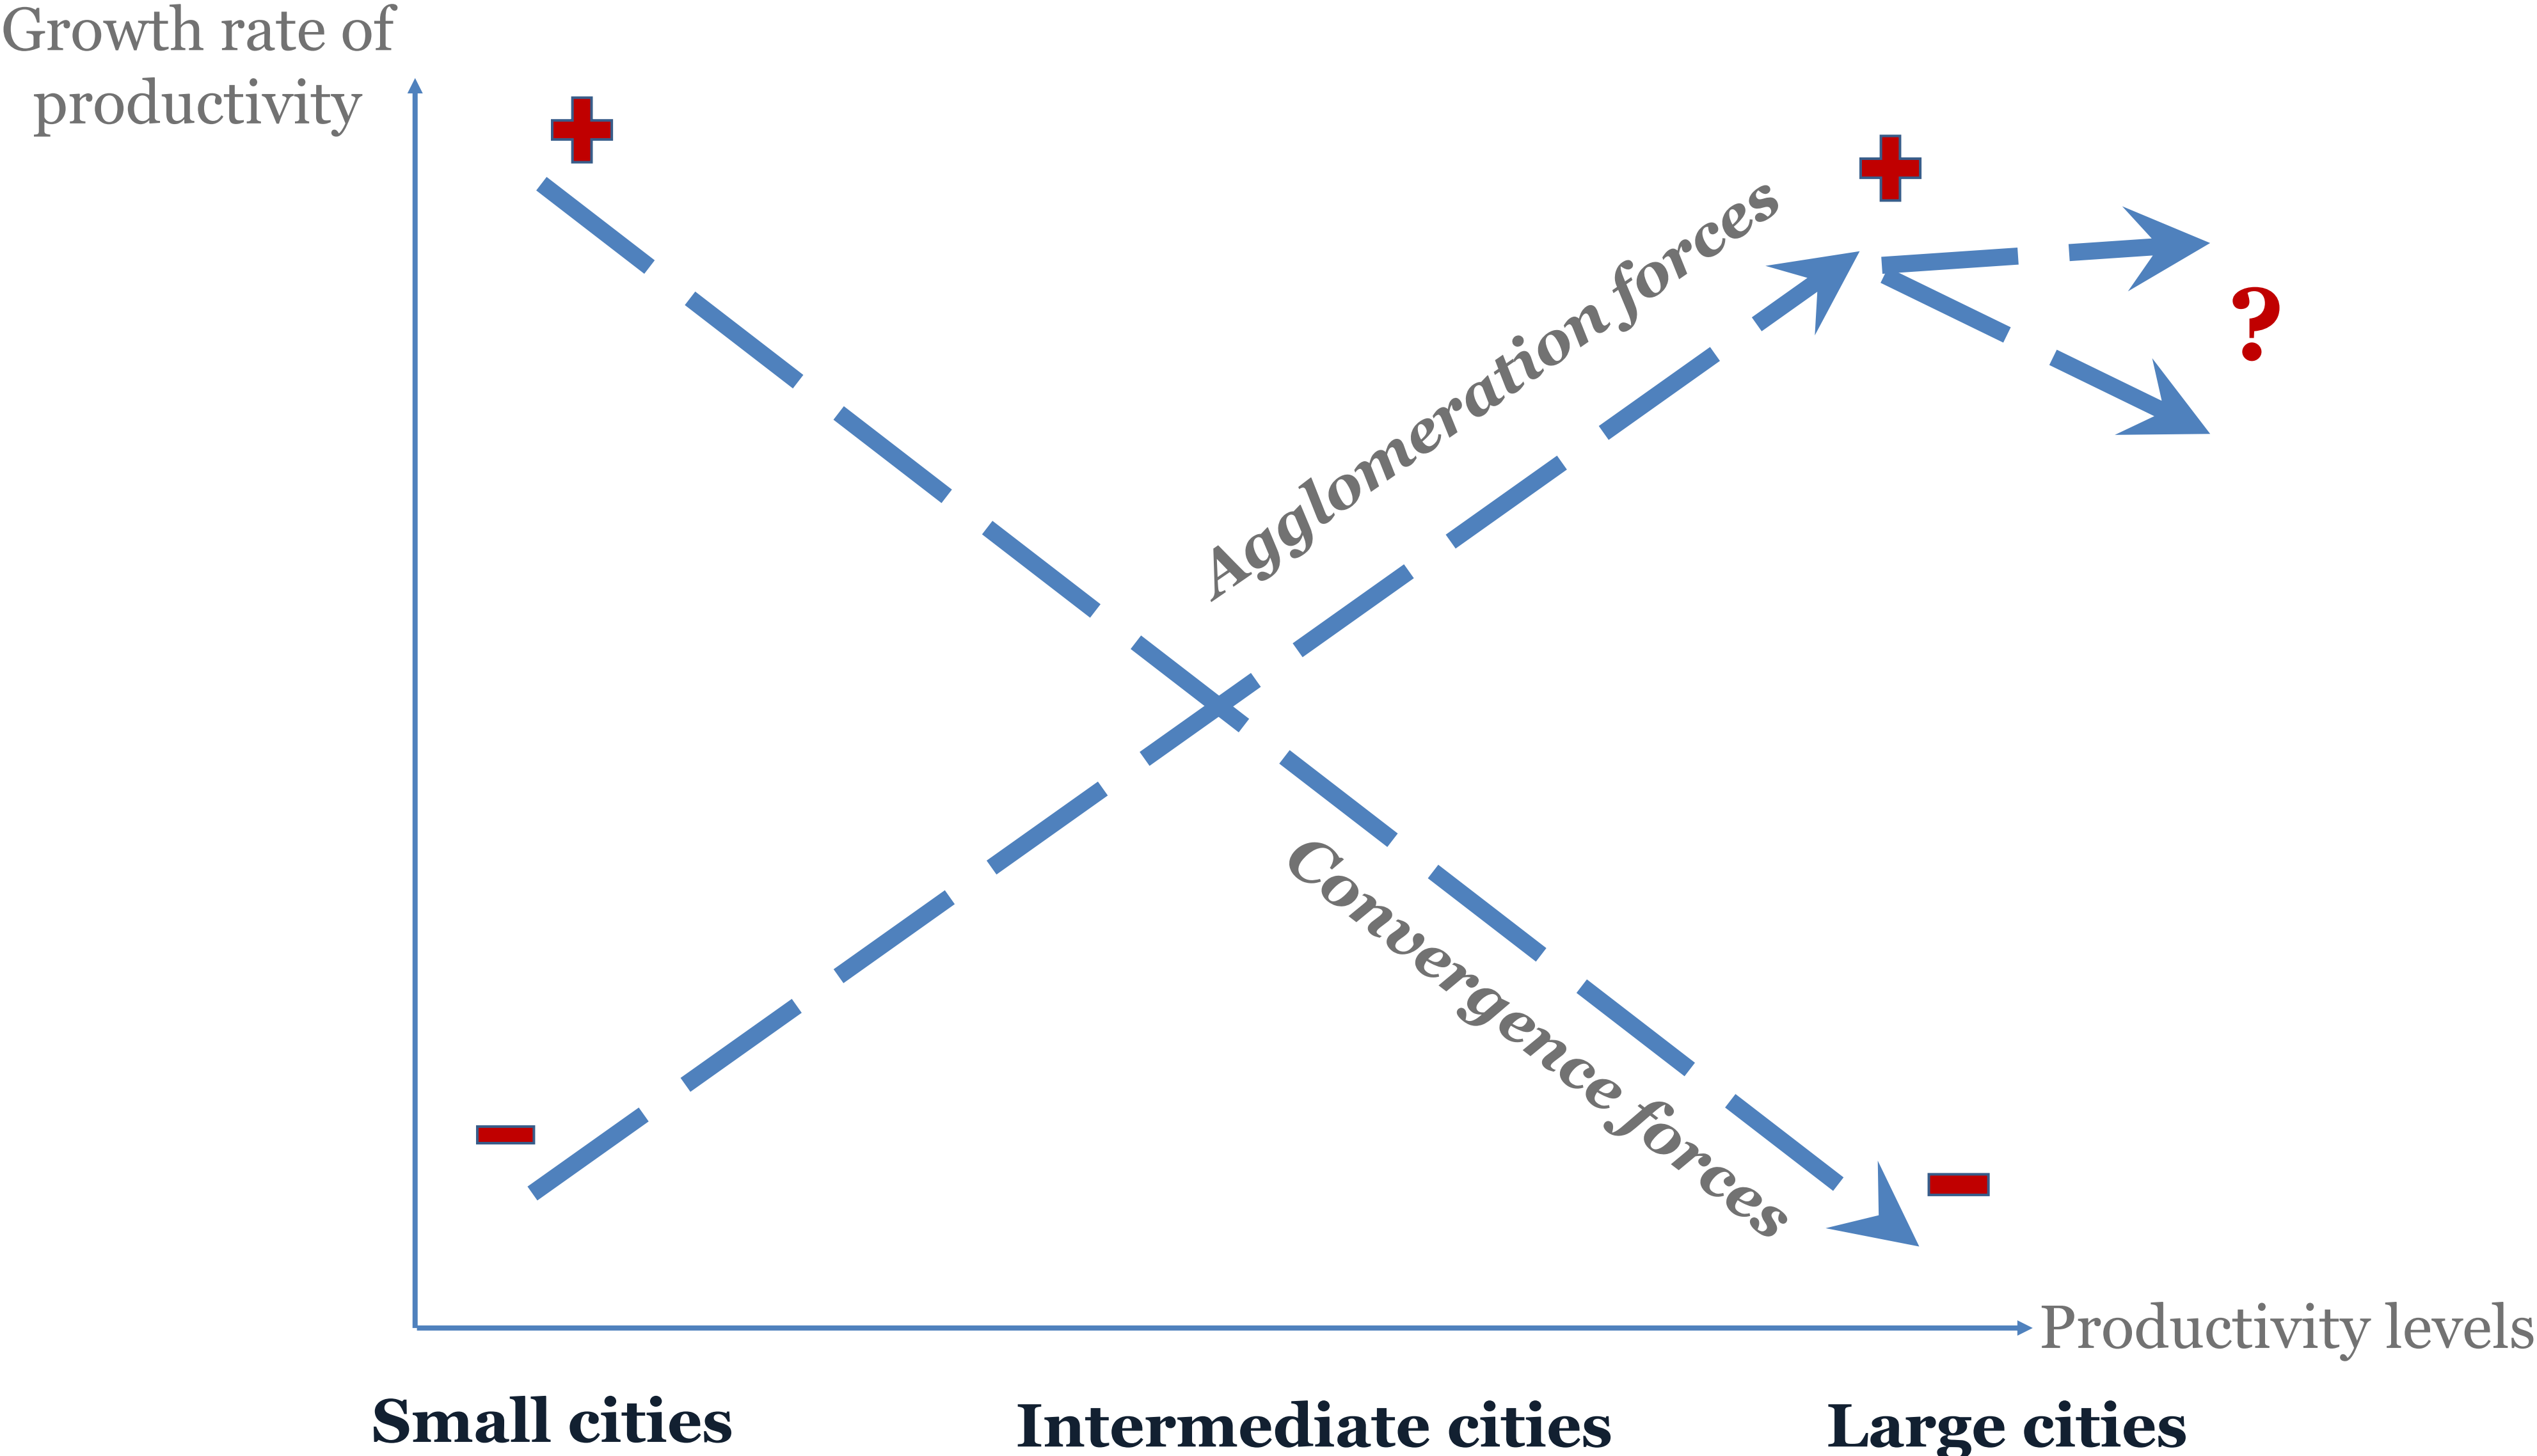 Growth rate of
productivity
Agglomeration forces
?
Convergence forces
Productivity levels
Small cities
Intermediate cities
Large cities